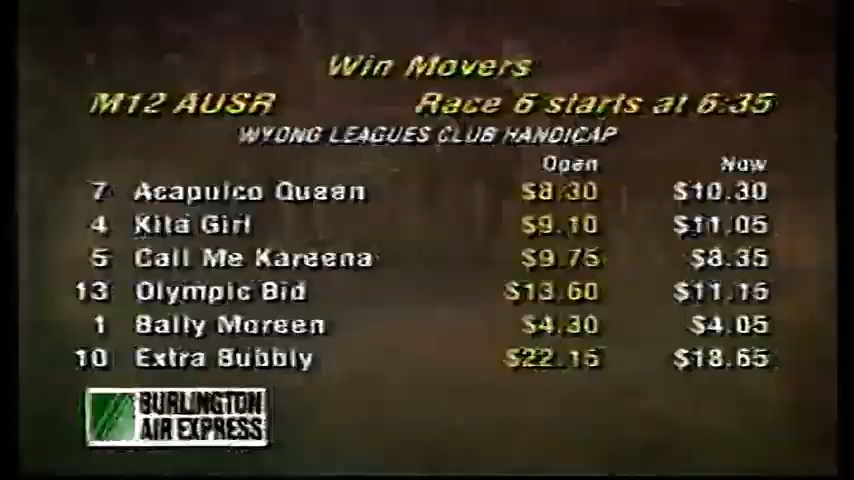 Win Movers
M12 AUSR Race 6 starts at 6:35
WYONG LEAGUES CLUB HANDICAP
Open Now
7 Acapulco Queen $8.30 $10.30
4 Kita Girl $9.10 $11.05
5 Call Me Kareena $9.75 $8.35
13 Olympic Bid $13.60 $11.15
1 Bally Moreen $4.30 $4.05
10 Extra Bubbly $22.15 $18.65
BURLINGTON
AIR EXPRESS